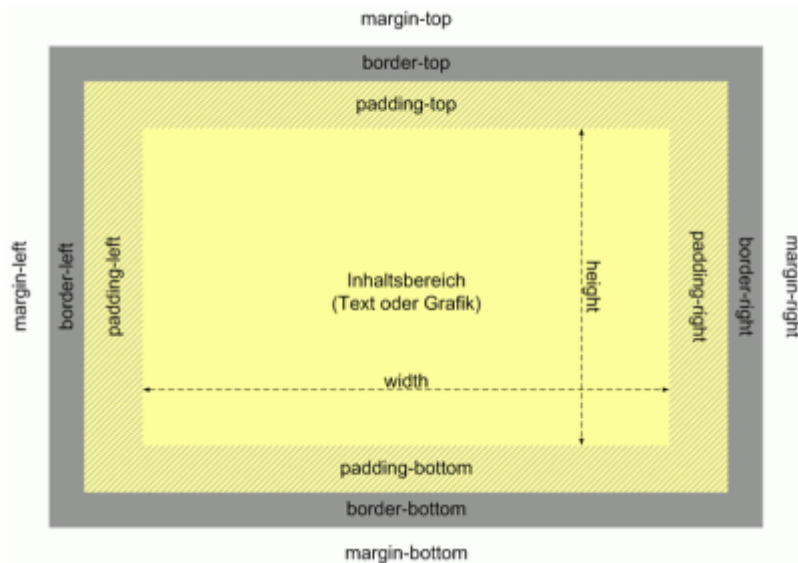 margin-top
border-top
padding-top
margin-left
border-left
padding-left
Inhaltsbereich
(Text oder Grafik)
height
padding-right
border-right
margin-right
width
padding-bottom
border-bottom
margin-bottom